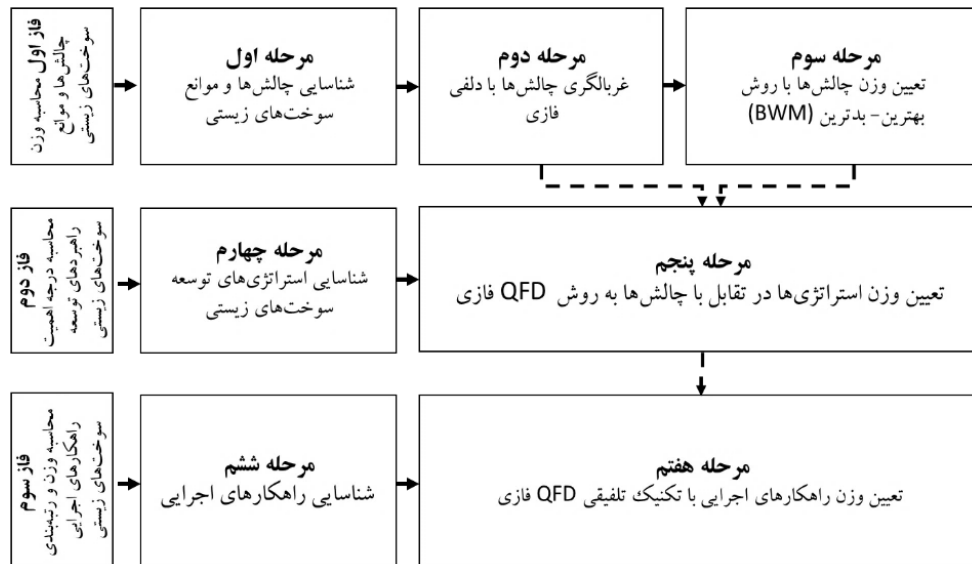 فاز اول محاسبه وزن
چالش‌ها و موانع
سوخت‌های زیستی
مرحله اول
شناسایی چالش‌ها و موانع
سوخت‌های زیستی
مرحله دوم
غربالگری چالش‌ها با دلفی
فازی
مرحله سوم
تعیین وزن چالش‌ها با روش
بهترین- بدترین (BWM)
فاز دوم
محاسبه درجه اهمیت
راهبردهای توسعه
سوخت‌های زیستی
مرحله چهارم
شناسایی استراتژی‌های توسعه
سوخت‌های زیستی
مرحله پنجم
تعیین وزن استراتژی‌ها در تقابل با چالش‌ها به روش QFD فازی
فاز سوم
محاسبه وزن و رتبه‌بندی
راهکارهای اجرایی
سوخت‌های زیستی
مرحله ششم
شناسایی راهکارهای اجرایی
مرحله هفتم
تعیین وزن راهکارهای اجرایی با تکنیک تلفیقی QFD فازی